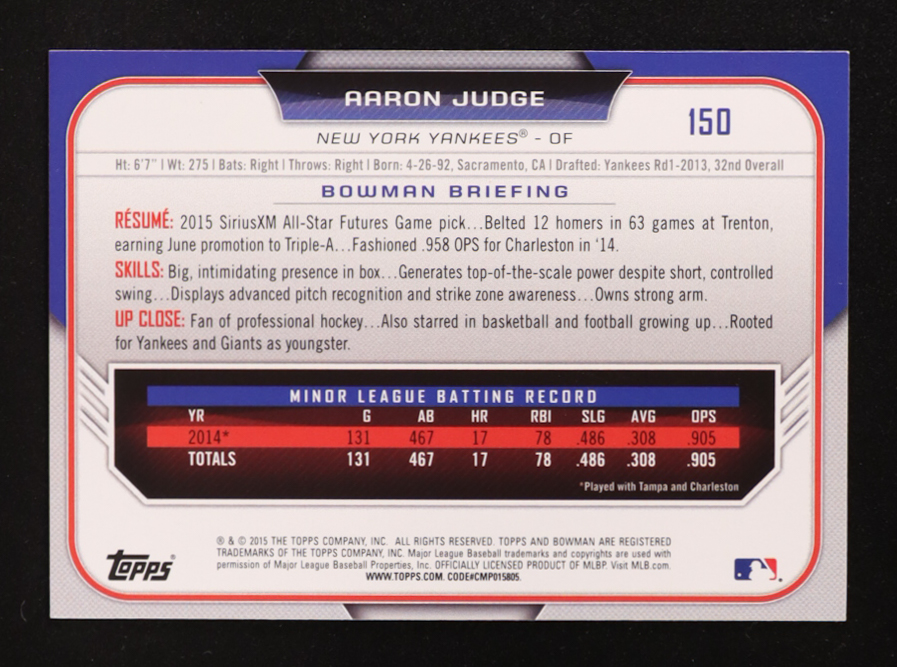 AARON JUDGE
150
NEW YORK YANKEES® - OF
Ht: 6'7" | Wt: 275 | Bats: Right | Throws: Right | Born: 4-26-92, Sacramento, CA | Drafted: Yankees Rd1-2013, 32nd Overall
BOWMAN BRIEFING
RÉSUMÉ: 2015 SiriusXM All-Star Futures Game pick...Belted 12 homers in 63 games at Trenton,
earning June promotion to Triple-A...Fashioned .958 OPS for Charleston in '14.
SKILLS: Big, intimidating presence in box...Generates top-of-the-scale power despite short, controlled
swing...Displays advanced pitch recognition and strike zone awareness...Owns strong arm.
UP CLOSE: Fan of professional hockey...Also starred in basketball and football growing up...Rooted
for Yankees and Giants as youngster.
MINOR LEAGUE BATTING RECORD
YR G AB HR RBI SLG AVG OPS
2014* 131 467 17 78 .486 .308 .905
TOTALS 131 467 17 78 .486 .308 .905
*Played with Tampa and Charleston
® & © 2015 THE TOPPS COMPANY, INC. ALL RIGHTS RESERVED. TOPPS AND BOWMAN ARE REGISTERED
TRADEMARKS OF THE TOPPS COMPANY, INC. Major League Baseball trademarks and copyrights are used with
permission of Major League Baseball Properties, Inc. OFFICIALLY LICENSED PRODUCT OF MLBP. Visit MLB.com.
WWW.TOPPS.COM. CODE#CMP015805.
TOPPS®